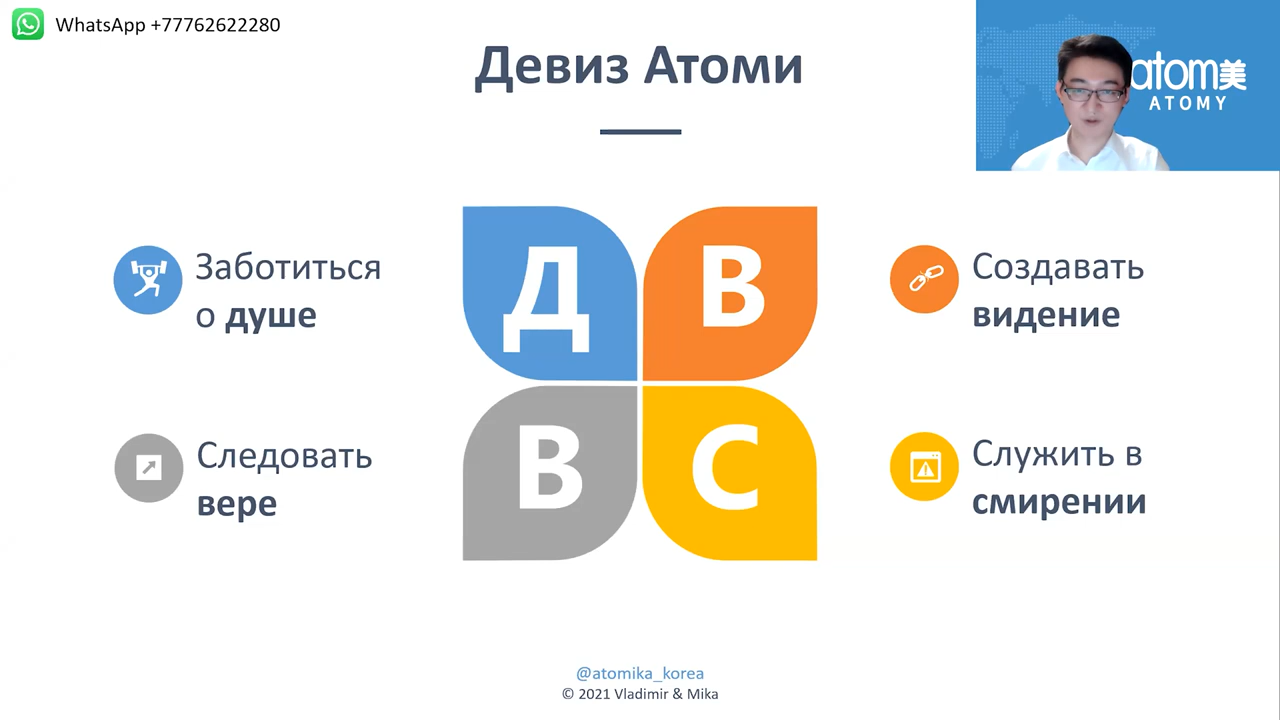 WhatsApp +77762622280
Девиз Атоми
atom美
ATOMY
Заботиться
о душе
Д
В
Создавать
видение
Следовать
вере
В
С
Служить в
смирении
@atomika_korea
© 2021 Vladimir & Mika